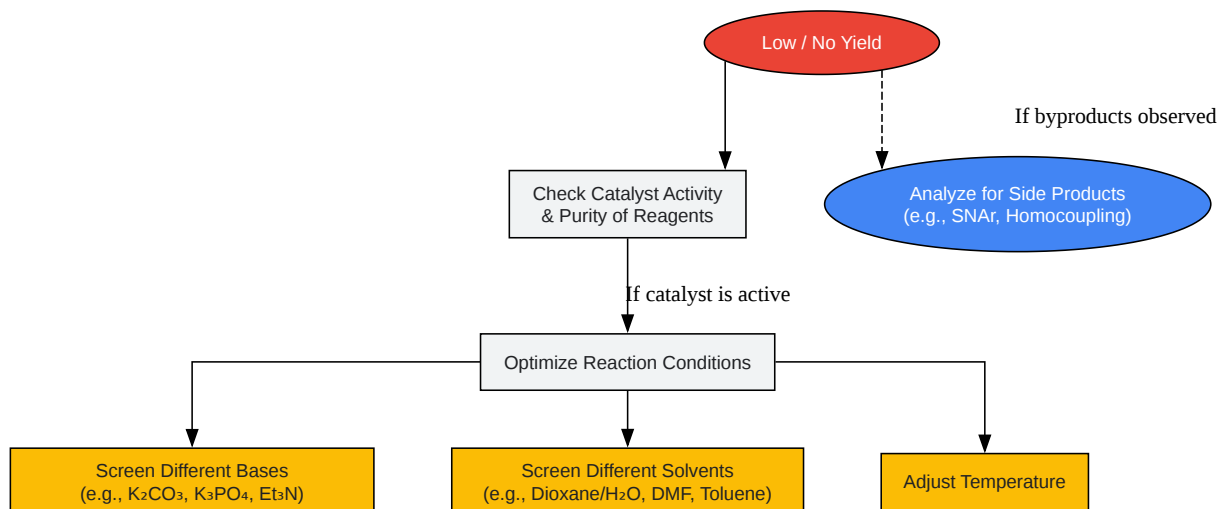 Low / No Yield
If byproducts observed
Check Catalyst Activity
& Purity of Reagents
Analyze for Side Products
(e.g., SNAr, Homocoupling)
If catalyst is active
Optimize Reaction Conditions
Screen Different Bases
(e.g., K₂CO₃, K₃PO₄, Et₃N)
Screen Different Solvents
(e.g., Dioxane/H₂O, DMF, Toluene)
Adjust Temperature